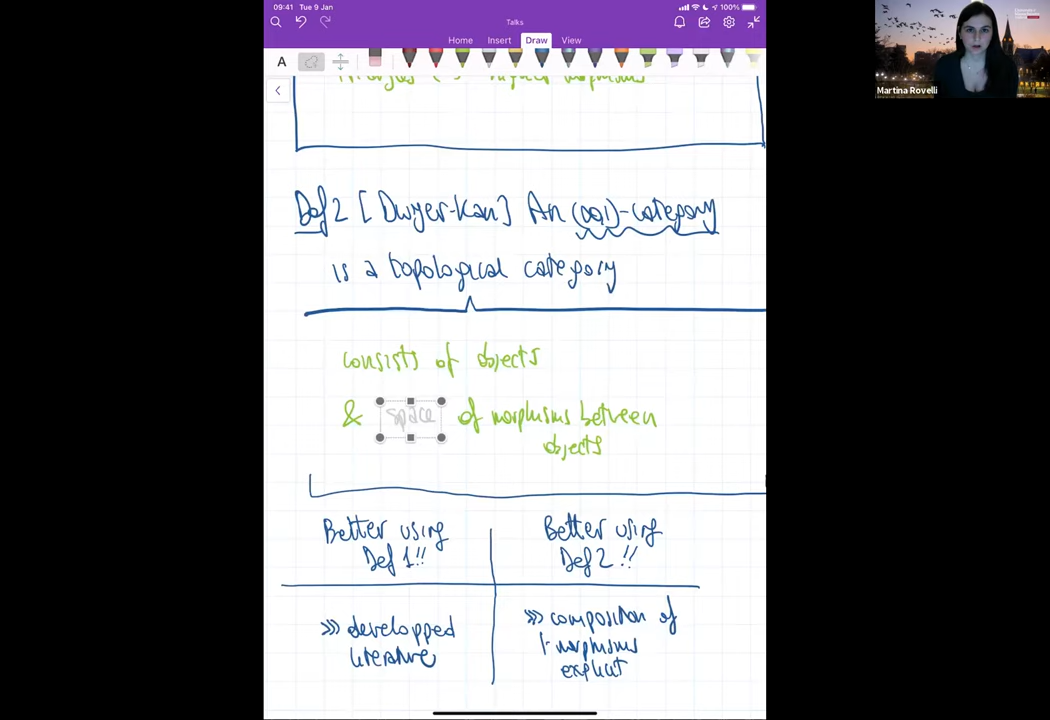 09:41 Tue 9 Jan
100%
Talks
Home Insert Draw View
A
Def 2 [Dwyer-Kan] An (∞,1)-category
is a topological category
consists of objects
& space of morphisms between
objects
Better using
Def 1!!
Better using
Def 2!!
>>> developped
literature
>>> composition of
1-morphisms
explicit
Martina Rovelli